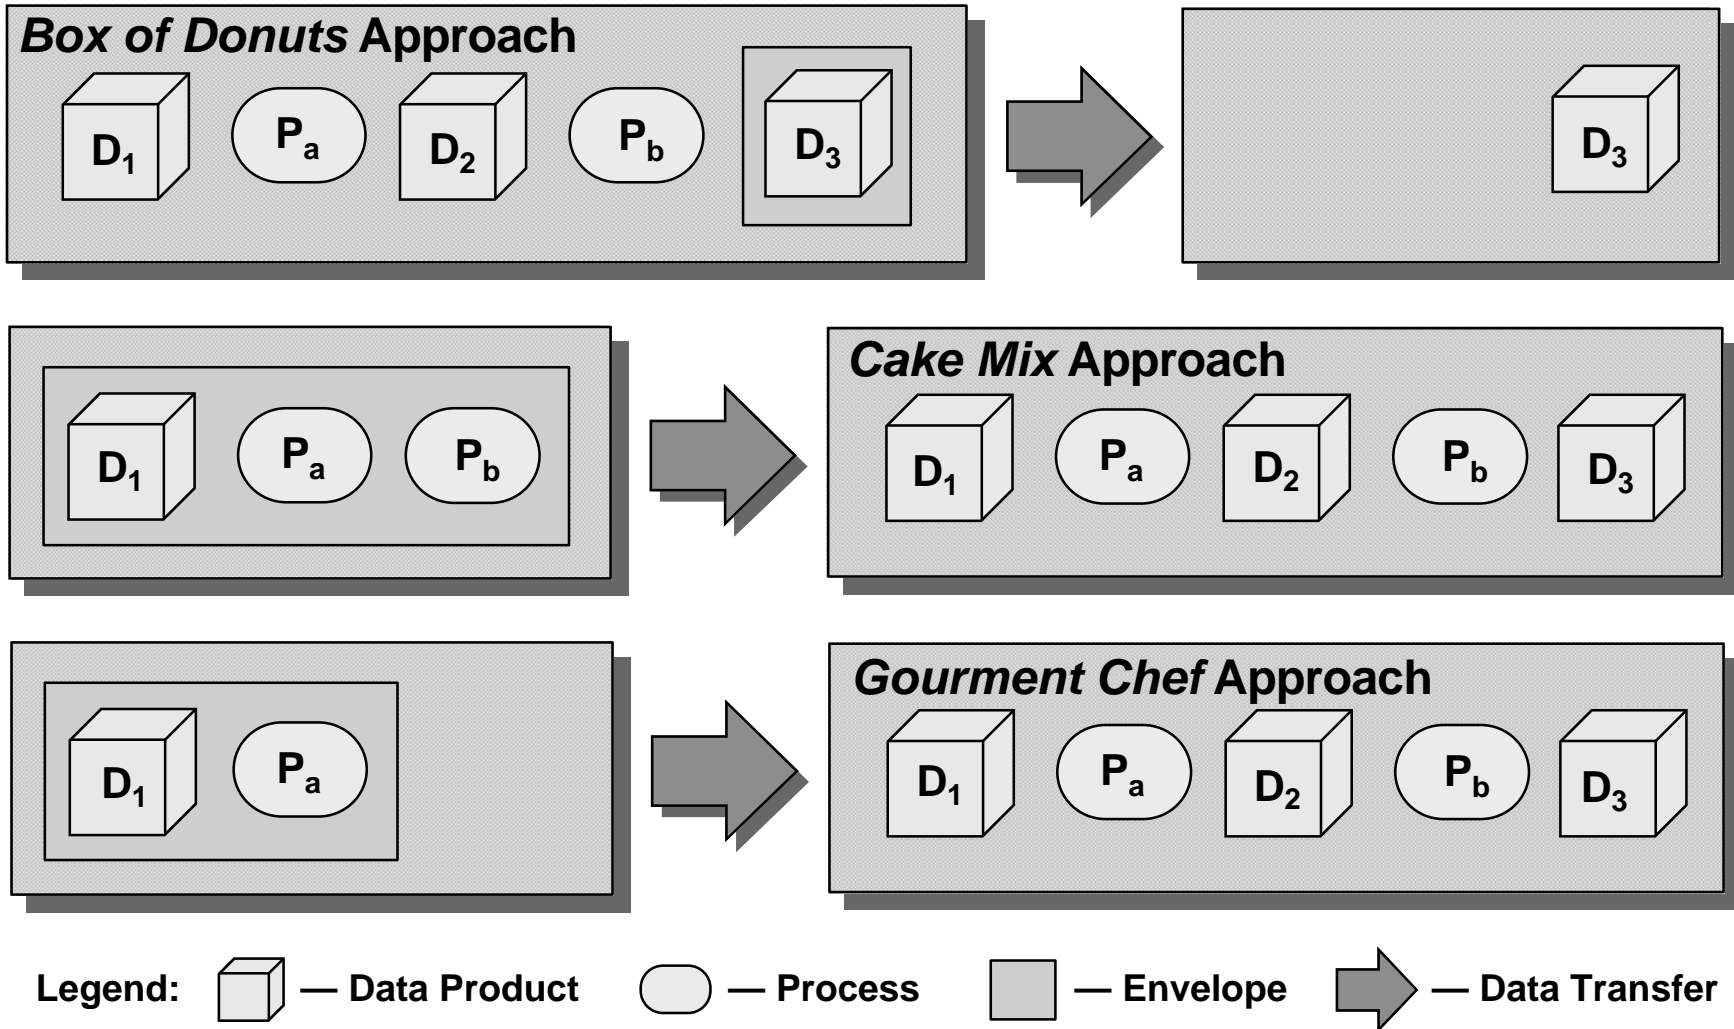 Box of Donuts Approach
D1 Pa D2 Pb D3
D3
D1 Pa Pb
Cake Mix Approach
D1 Pa D2 Pb D3
D1 Pa
Gourment Chef Approach
D1 Pa D2 Pb D3
Legend: — Data Product — Process — Envelope — Data Transfer